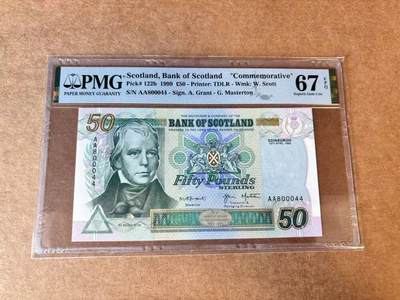 PMG
PAPER MONEY GUARANTY
Scotland, Bank of Scotland "Commemorative"
Pick# 122b 1999 £50 - Printer: TDLR - Wmk: W. Scott
S/N AA800044 - Sign. A. Grant - G. Masterton
67
EPQ
Superb Gem Unc
50
BANK OF SCOTLAND
EDINBURGH
Fifty Pounds
STERLING
AA800044
AA800044
50